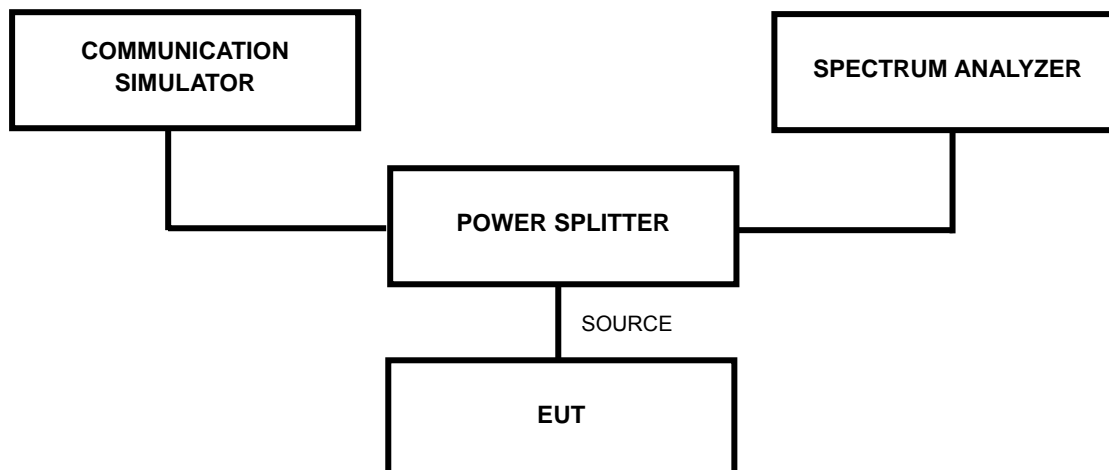 COMMUNICATION
SIMULATOR
SPECTRUM ANALYZER
POWER SPLITTER
SOURCE
EUT